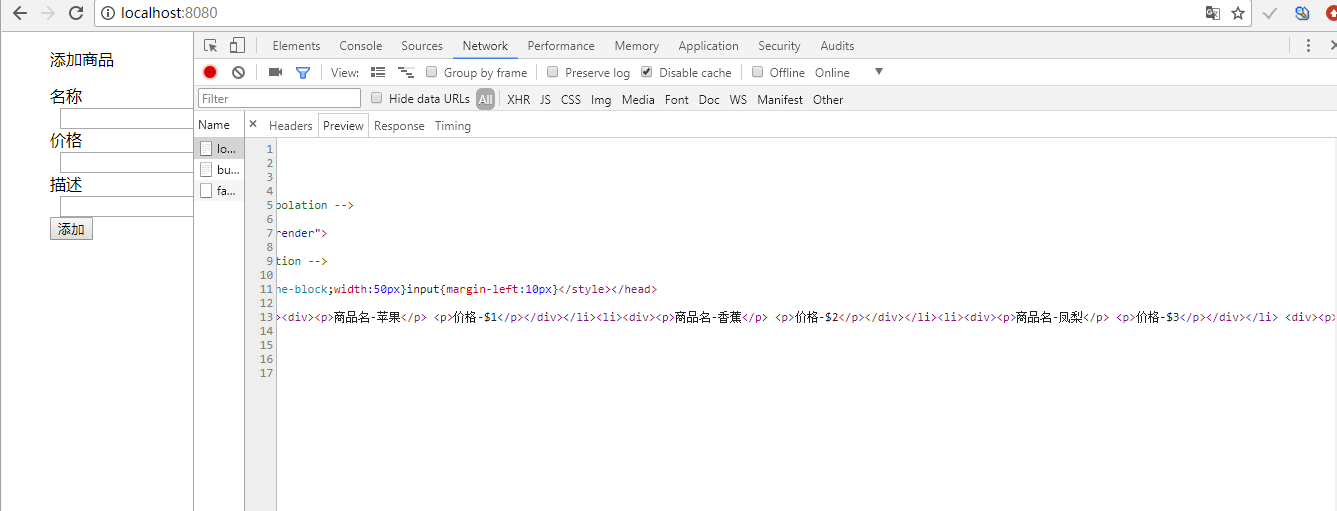 localhost:8080
添加商品
名称
价格
描述
添加
Elements Console Sources Network Performance Memory Application Security Audits
View: Group by frame Preserve log Disable cache Offline Online
Filter Hide data URLs All XHR JS CSS Img Media Font Doc WS Manifest Other
Name × Headers Preview Response Timing
lo...
bu...
fa...
1
2
3
4
5 polation -->
6
7 render">
8
9 tion -->
10
11 ne-block;width:50px}input{margin-left:10px}</style></head>
12
13 ><div><p>商品名-苹果</p> <p>价格-$1</p></div></li><li><div><p>商品名-香蕉</p> <p>价格-$2</p></div></li><li><div><p>商品名-凤梨</p> <p>价格-$3</p></div></li> <div><p>
14
15
16
17